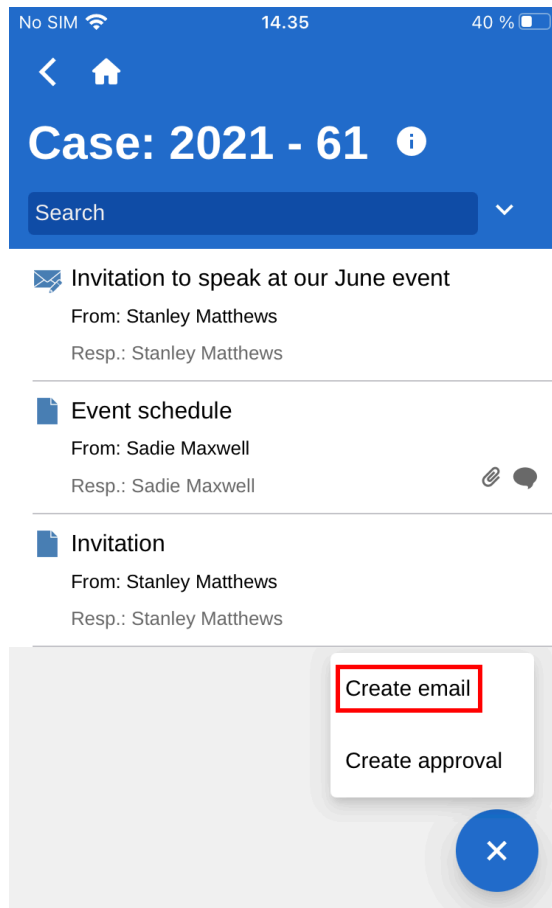 No SIM 14.35 40 %
Case: 2021 - 61
Search
Invitation to speak at our June event
From: Stanley Matthews
Resp.: Stanley Matthews
Event schedule
From: Sadie Maxwell
Resp.: Sadie Maxwell
Invitation
From: Stanley Matthews
Resp.: Stanley Matthews
Create email
Create approval